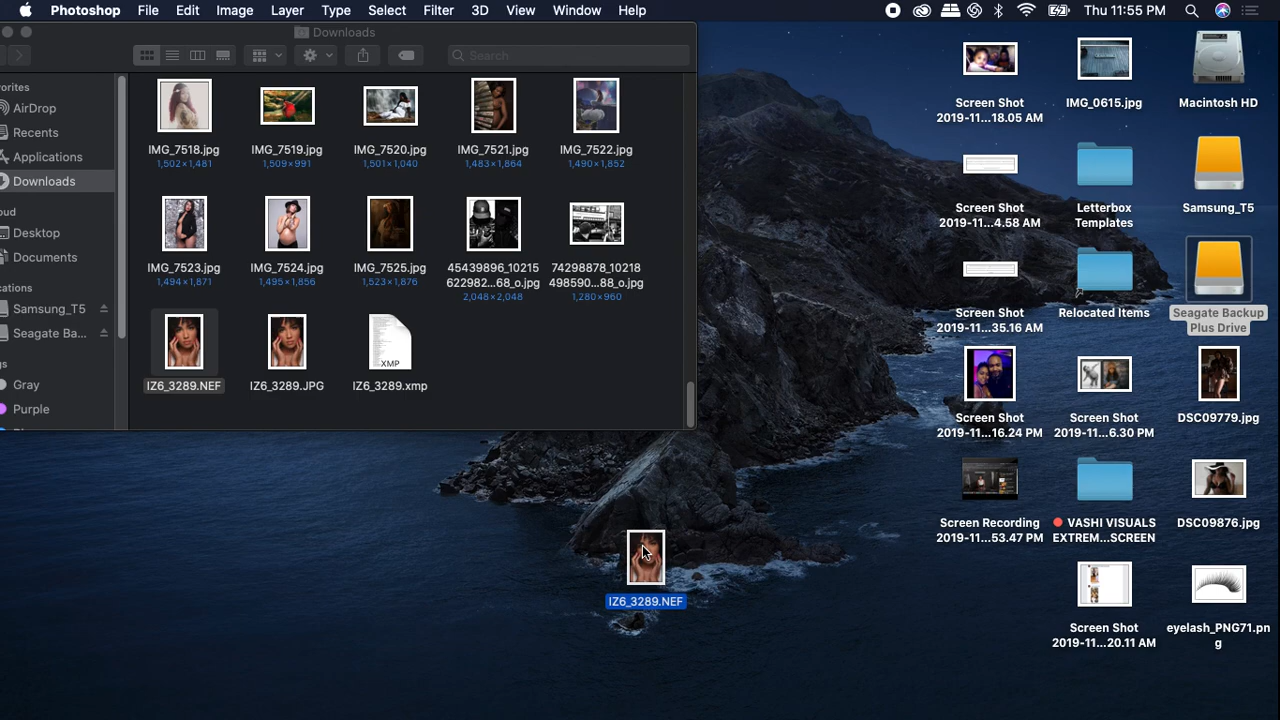 Photoshop File Edit Image Layer Type Select Filter 3D View Window Help Thu 11:55 PM
Downloads
Search
vorites
AirDrop
Recents
Applications
Downloads
oud
Desktop
Documents
cations
Samsung_T5
Seagate Ba...
gs
Gray
Purple
IMG_7518.jpg
1,502×1,481
IMG_7519.jpg
1,509×991
IMG_7520.jpg
1,501×1,040
IMG_7521.jpg
1,483×1,864
IMG_7522.jpg
1,490×1,852
IMG_7523.jpg
1,494×1,871
IMG_7524.jpg
1,495×1,856
IMG_7525.jpg
1,523×1,876
45439896_10215
622982...68_o.jpg
2,048×2,048
74298878_10218
498590...88_o.jpg
1,280×960
IZ6_3289.NEF
IZ6_3289.JPG
XMP
IZ6_3289.xmp
IZ6_3289.NEF
Screen Shot
2019-11...18.05 AM
IMG_0615.jpg
Macintosh HD
Screen Shot
2019-11...4.58 AM
Letterbox
Templates
Samsung_T5
Screen Shot
2019-11...35.16 AM
Relocated Items
Seagate Backup
Plus Drive
Screen Shot
2019-11...16.24 PM
Screen Shot
2019-11...6.30 PM
DSC09779.jpg
Screen Recording
2019-11...53.47 PM
VASHI VISUALS
EXTREM...SCREEN
DSC09876.jpg
Screen Shot
2019-11...20.11 AM
eyelash_PNG71.pn
g